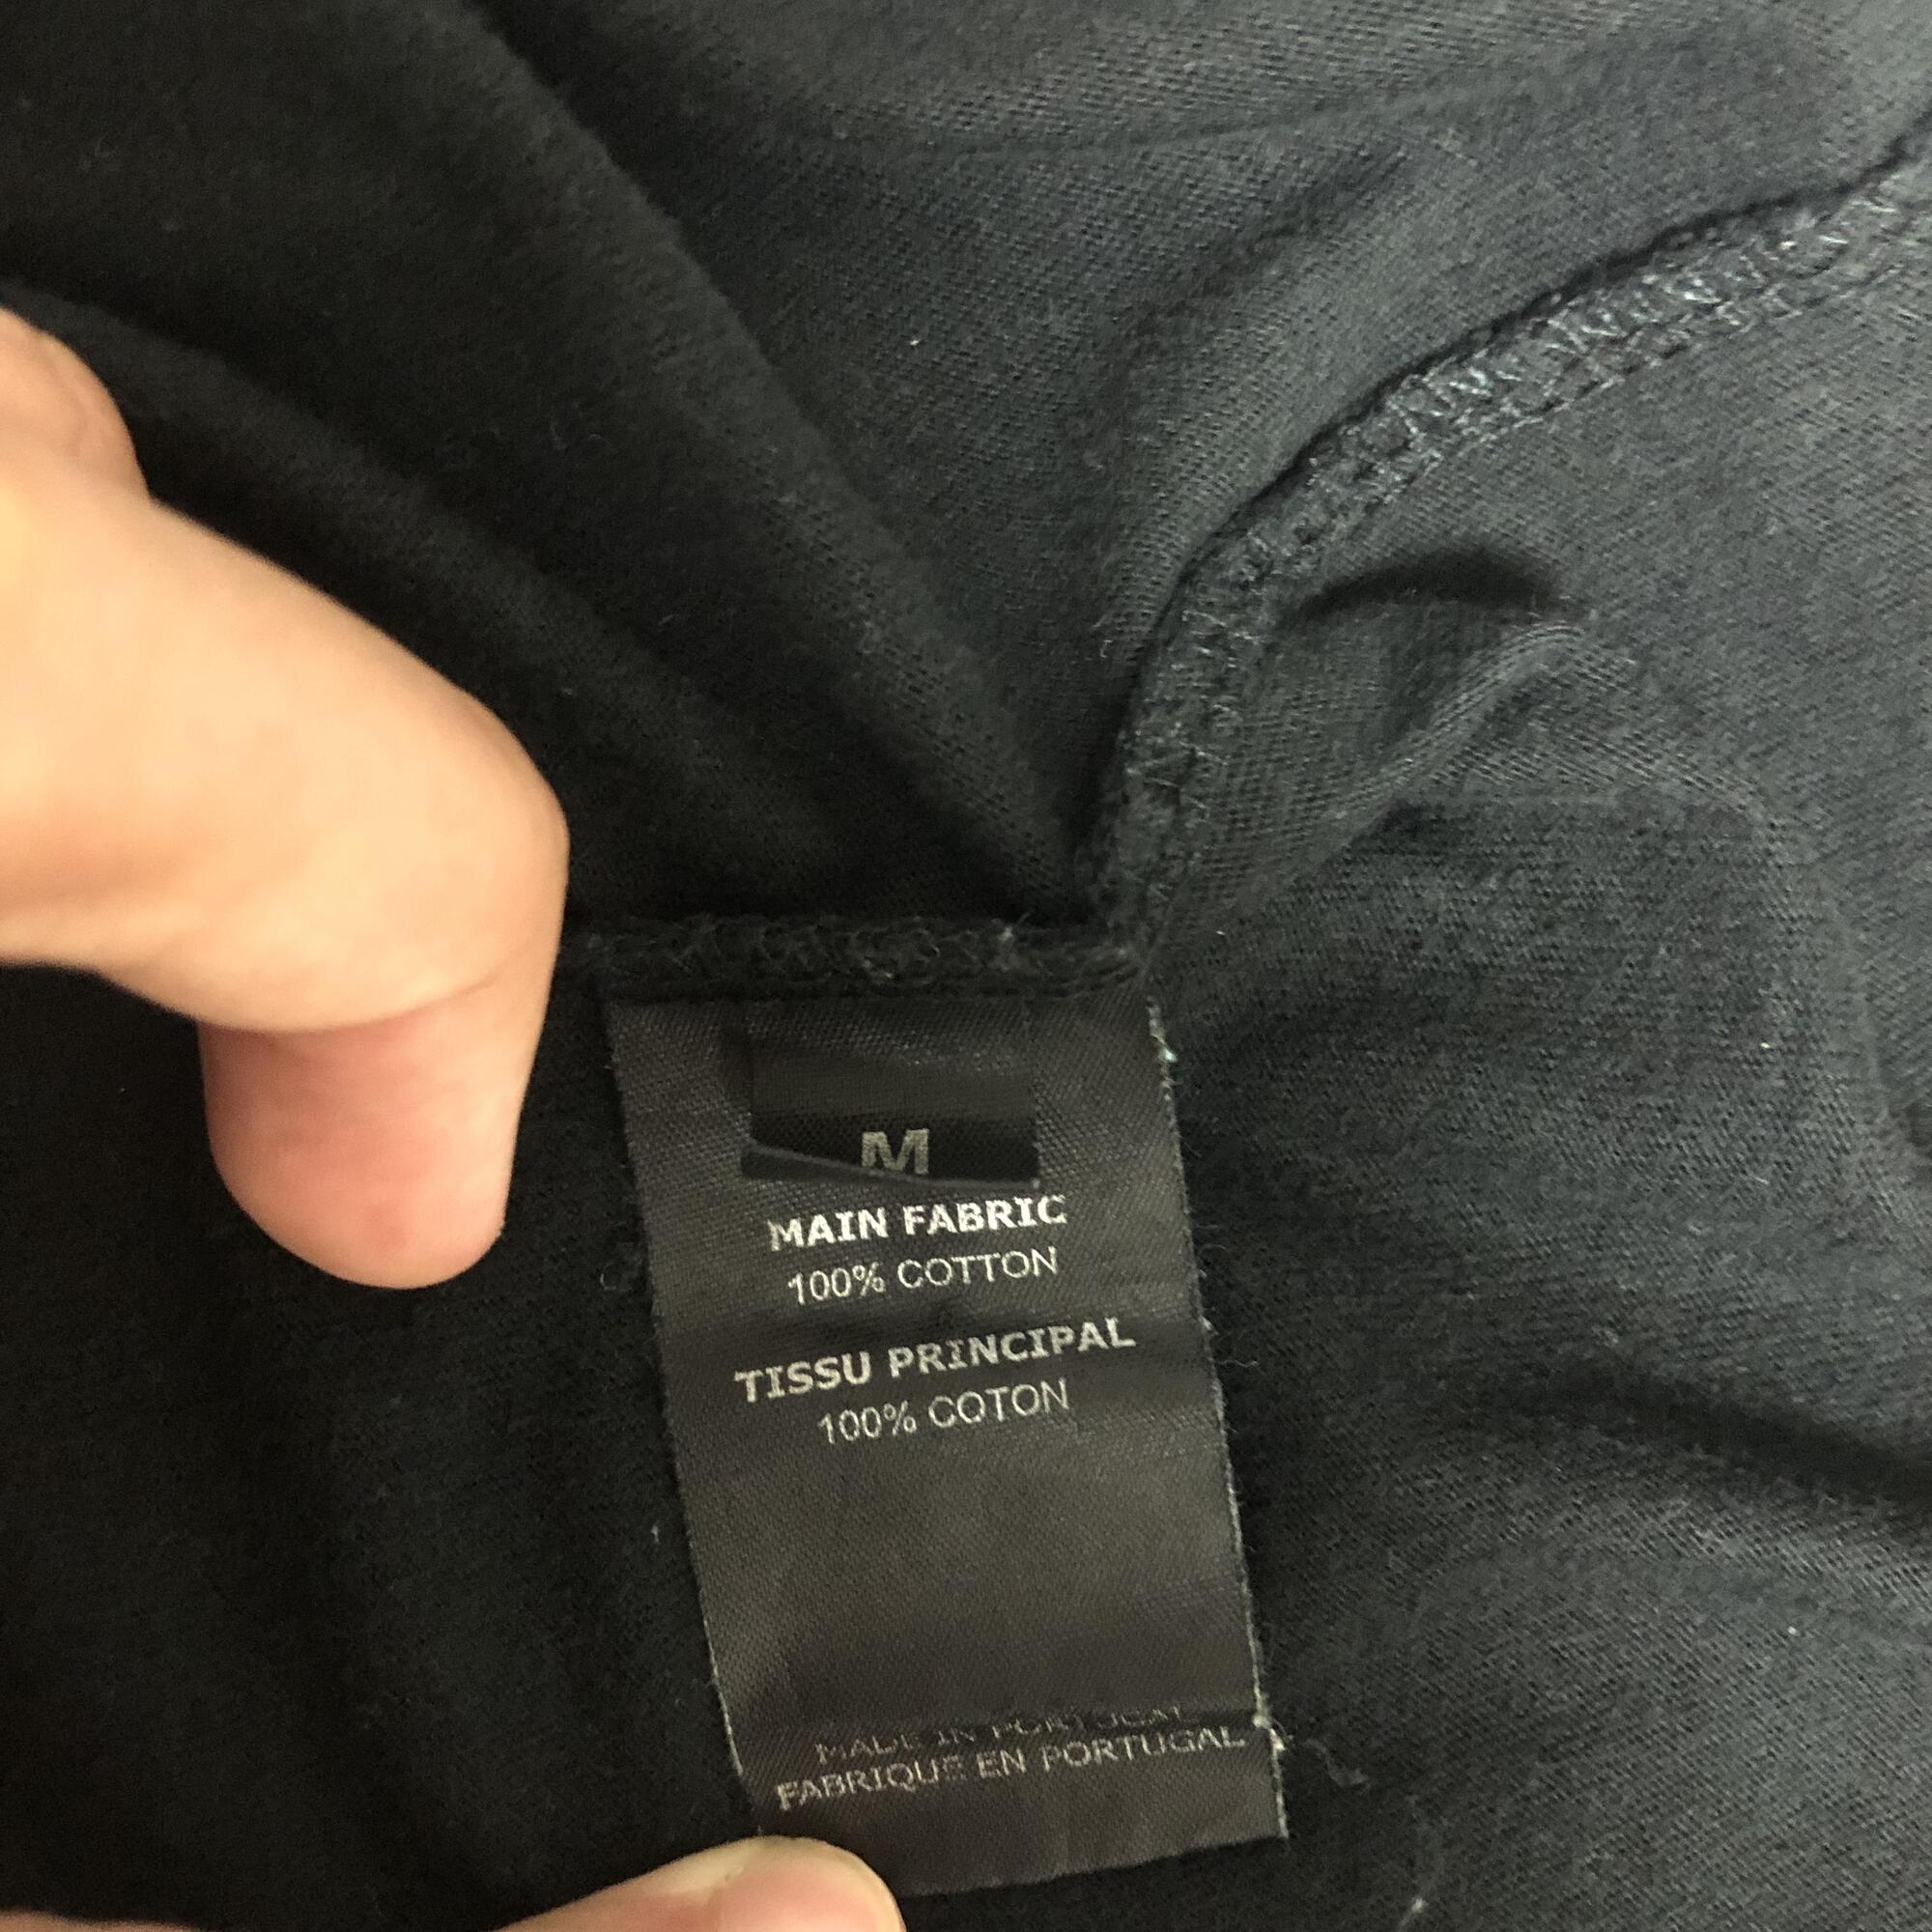 M
MAIN FABRIC
100% COTTON
TISSU PRINCIPAL
100% COTON
MADE IN PORTUGAL
FABRIQUE EN PORTUGAL